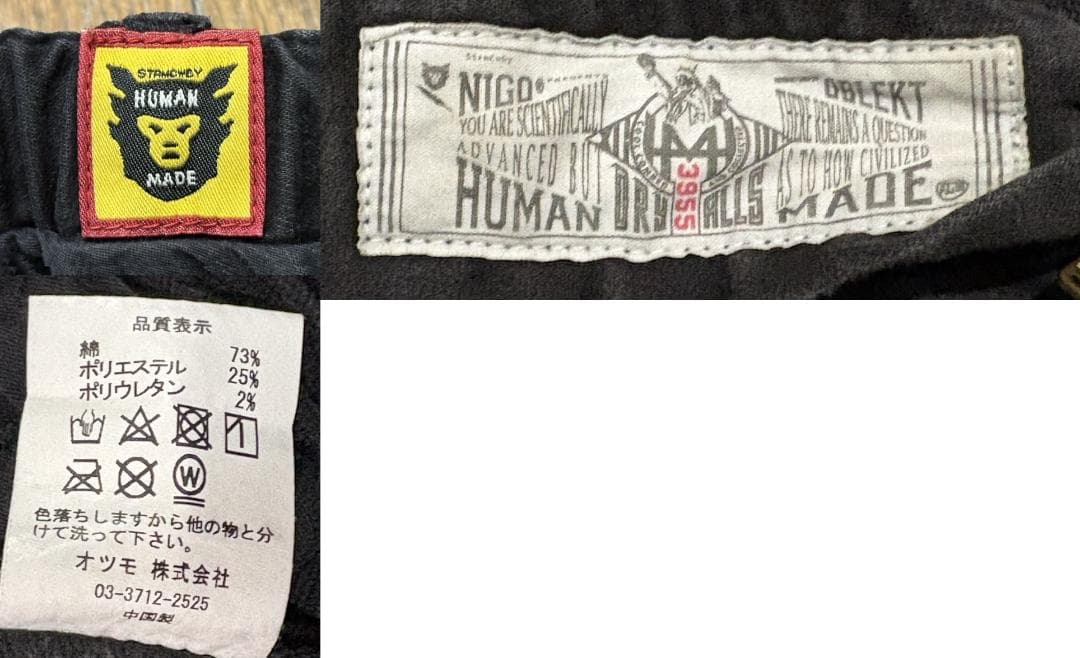 STRMCWBY
HUMAN
MADE
Stamcwby
NIGO® PRESENTS
OBLEKT
YOU ARE SCIENTIFICALLY
THERE REMAINS A QUESTION
ADVANCED BUT
AS TO HOW CIVILIZED
HUMAN DRY ALLS MADE
3955
品質表示
綿 73%
ポリエステル 25%
ポリウレタン 2%
W
色落ちしますから他の物と分
けて洗って下さい。
オツモ 株式会社
03-3712-2525
中国製